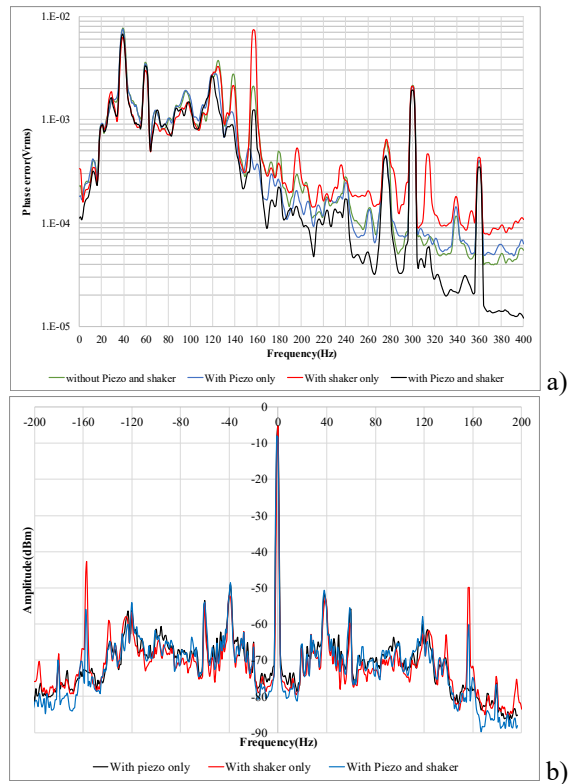 1.E-02
1.E-03
1.E-04
1.E-05
Phase error(Vrms)
0 20 40 60 80 100 120 140 160 180 200 220 240 260 280 300 320 340 360 380 400
Frequency(Hz)
without Piezo and shaker With Piezo only With shaker only with Piezo and shaker
a)
0
-200 -160 -120 -80 -40 0 40 80 120 160 200
-10
-20
-30
-40
-50
-60
-70
-80
-90
Amplitude(dBm)
Frequency(Hz)
With piezo only With shaker only With Piezo and shaker
b)